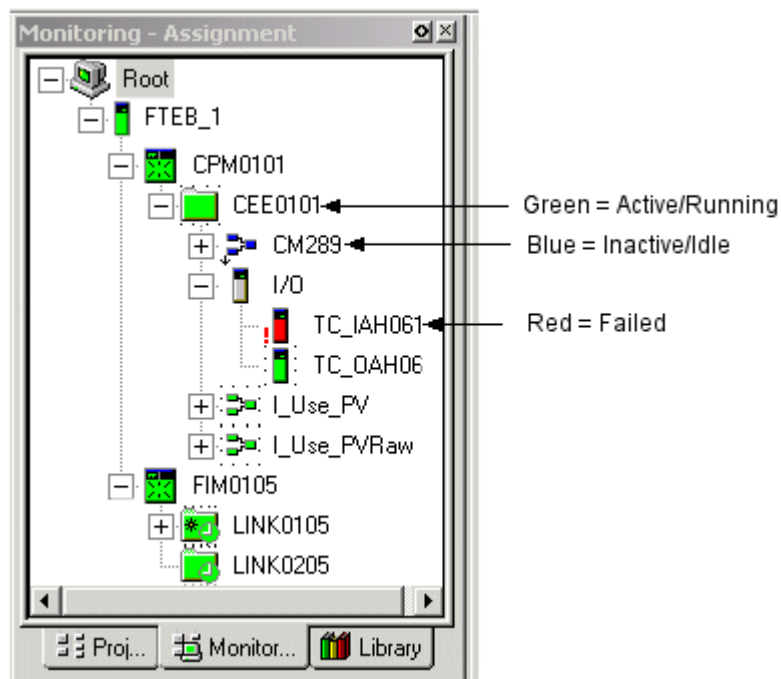 Monitoring - Assignment
Root
FTEB_1
CPM0101
CEE0101
Green = Active/Running
CM289
Blue = Inactive/Idle
I/O
TC_IAH061
Red = Failed
TC_OAH06
I_Use_PV
I_Use_PVRaw
FIM0105
LINK0105
LINK0205
Proj... Monitor... Library